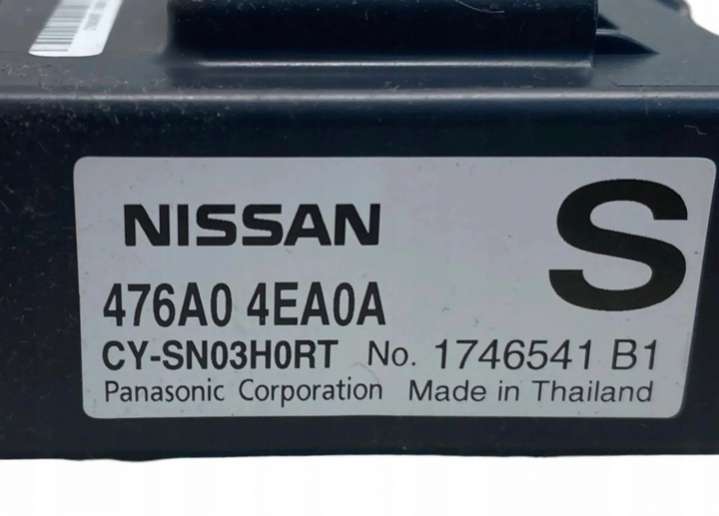 NISSAN
S
476A0 4EA0A
CY-SN03H0RT No. 1746541 B1
Panasonic Corporation Made in Thailand